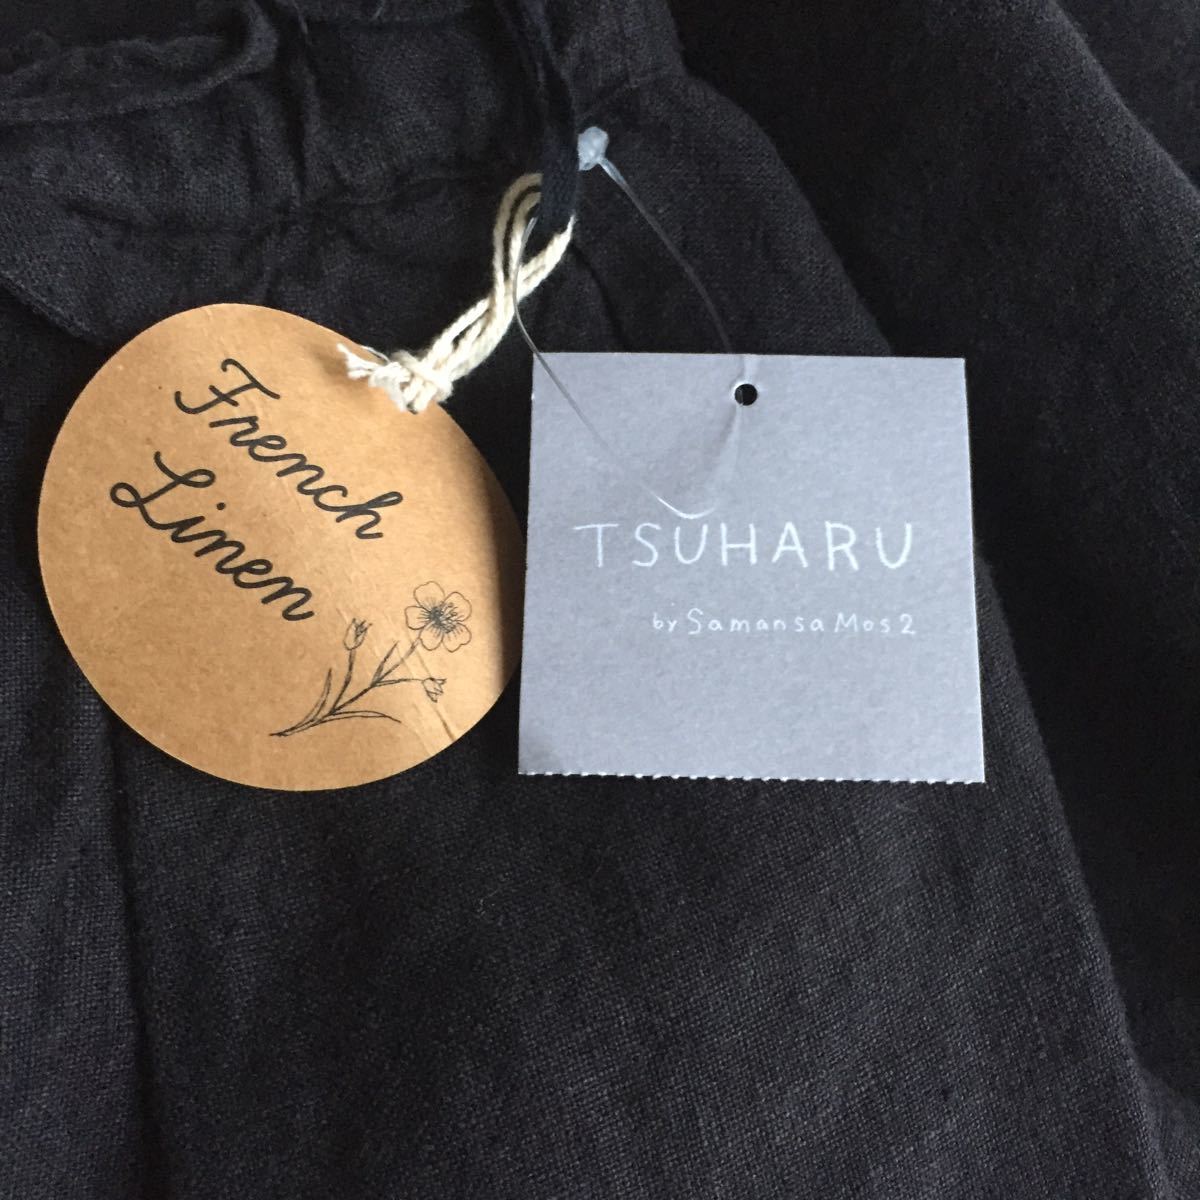 French
Linen
TSUHARU
by Samansa Mos2